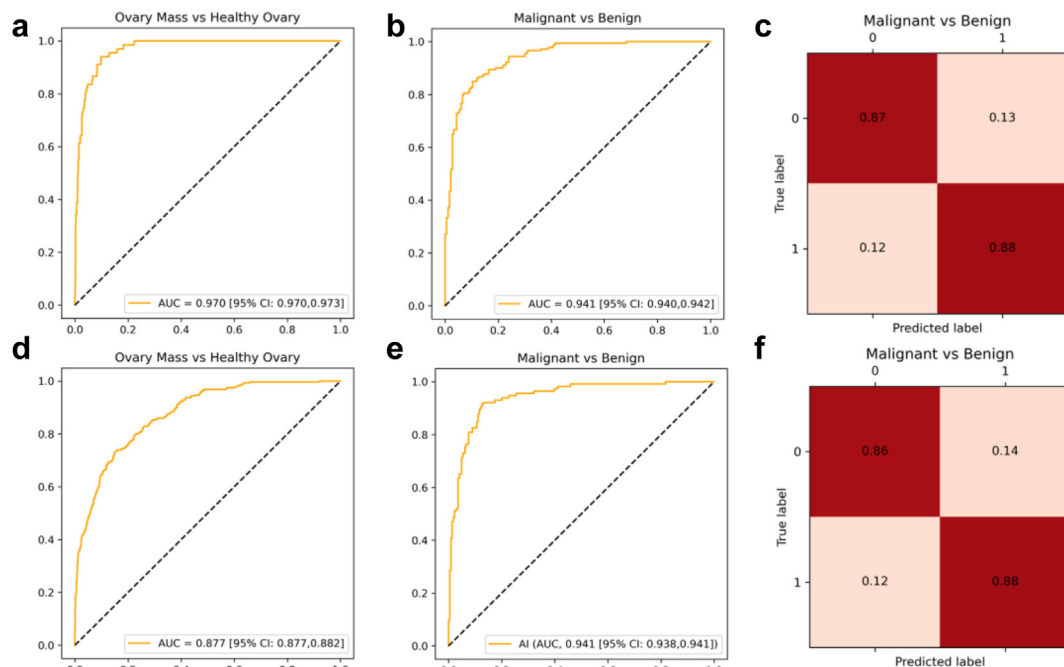 a
Ovary Mass vs Healthy Ovary
1.0
0.8
0.6
0.4
0.2
0.0
AUC = 0.970 [95% CI: 0.970,0.973]
0.0 0.2 0.4 0.6 0.8 1.0
b
Malignant vs Benign
1.0
0.8
0.6
0.4
0.2
0.0
AUC = 0.941 [95% CI: 0.940,0.942]
0.0 0.2 0.4 0.6 0.8 1.0
c
Malignant vs Benign
0 1
True label
0
0.87 0.13
1
0.12 0.88
Predicted label
d
Ovary Mass vs Healthy Ovary
1.0
0.8
0.6
0.4
0.2
0.0
AUC = 0.877 [95% CI: 0.877,0.882]
e
Malignant vs Benign
1.0
0.8
0.6
0.4
0.2
0.0
AI (AUC, 0.941 [95% CI: 0.938,0.941])
f
Malignant vs Benign
0 1
True label
0
0.86 0.14
1
0.12 0.88
Predicted label